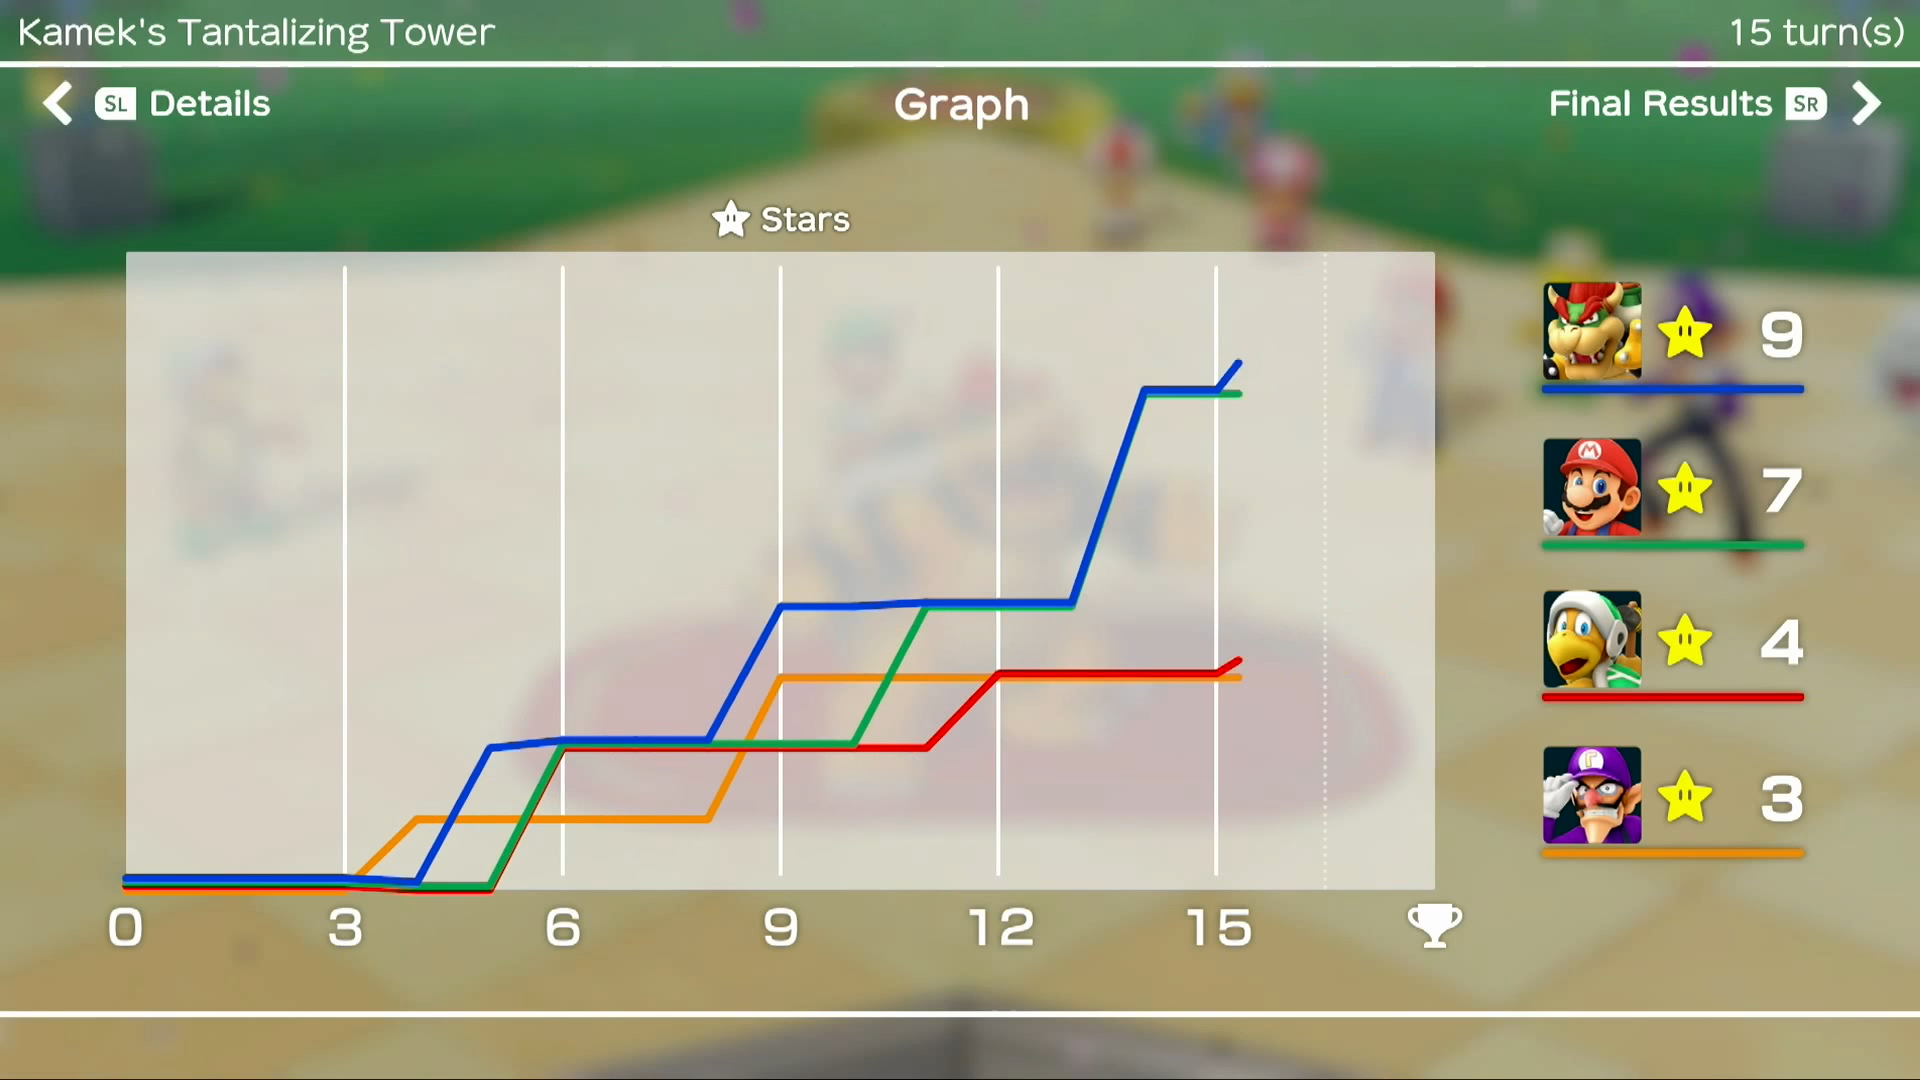 Kamek's Tantalizing Tower
15 turn(s)
SL Details
Graph
Final Results SR
Stars
9
7
4
3
0 3 6 9 12 15